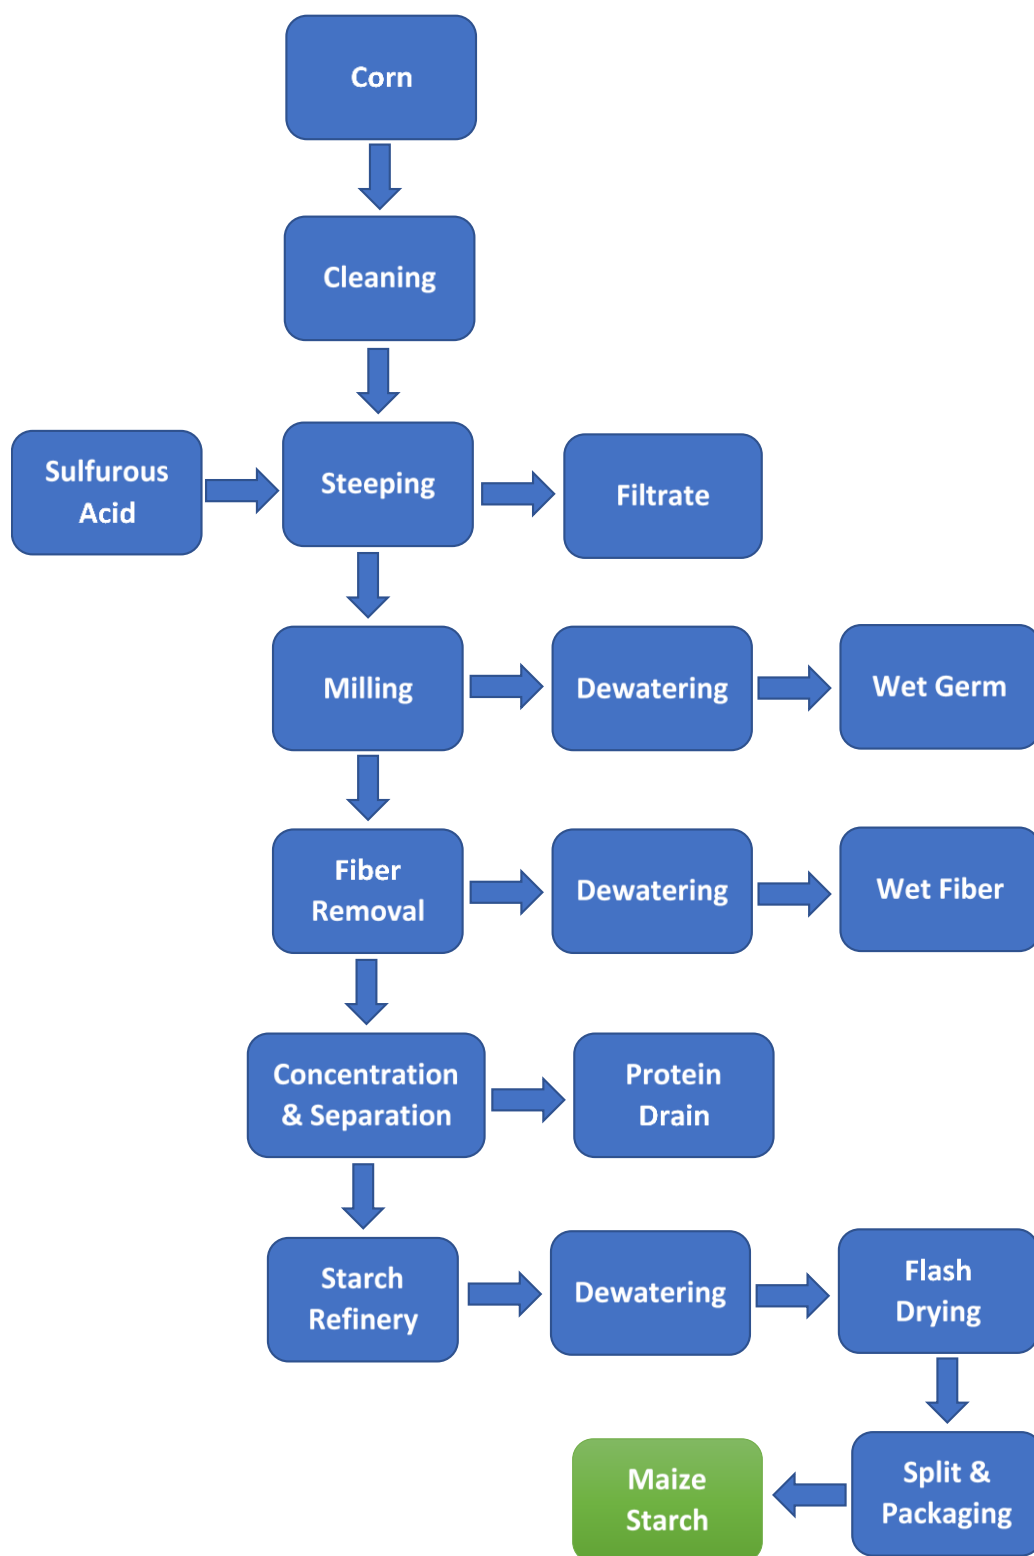 Corn
Cleaning
Sulfurous
Acid
Steeping
Filtrate
Milling
Dewatering
Wet Germ
Fiber
Removal
Dewatering
Wet Fiber
Concentration
& Separation
Protein
Drain
Starch
Refinery
Dewatering
Flash
Drying
Maize
Starch
Split &
Packaging